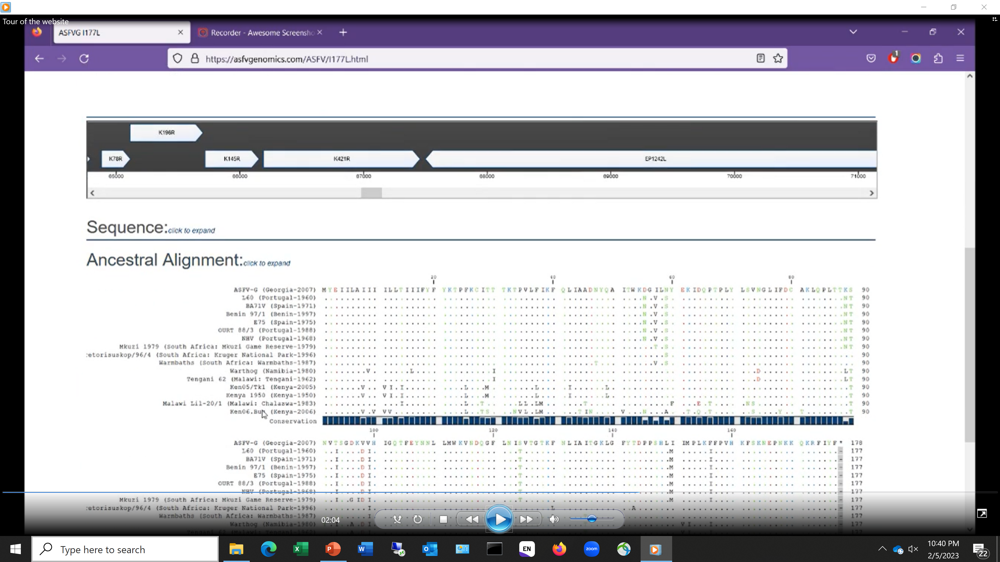 Tour of the website
ASFVG I177L
Recorder - Awesome Screensho
https://asfvgenomics.com/ASFV/I177L.html
1
K196R
K78R
K145R
K421R
EP1242L
65000 66000 67000 68000 69000 70000 71000
Sequence:click to expand
Ancestral Alignment:click to expand
20 40 60 80
ASFV-G (Georgia-2007) MYEIILAIII ILLTIIIFYF YKTPFKCITT TKTPVLFIKF QLIAADNYQA ITWKDGILNY EKIDQPTPLY LSVNGLIFDC AKLQPLTTKS 90
L60 (Portugal-1960) N.V.S NT 90
BA71V (Spain-1971) N.V.S NT 90
Benin 97/1 (Benin-1997) N.V.S NT 90
E75 (Spain-1975) N.V.S NT 90
OURT 88/3 (Portugal-1988) N.V.S NT 90
NHV (Portugal-1968) N.V.S NT 90
Mkuzi 1979 (South Africa: Mkuzi Game Reserve-1979) T.S NT 90
etorisuskop/96/4 (South Africa: Kruger National Park-1996) S 90
Warmbaths (South Africa: Warmbaths-1987) T V.S 90
Warthog (Namibia-1980) V L I D LT 90
Tengani 62 (Malawi: Tengani-1962) I D LT 90
Ken05/Tk1 (Kenya-2005) V VI.I L M L I L T 90
Kenya 1950 (Kenya-1950) V VI.I L M L I L T 90
Malawi Lil-20/1 (Malawi: Chalaswa-1983) I L T LL.LM T F E.T NS T 90
Ken06.Bu (Kenya-2006) V.V VV L TS NVL.LM TIN V N A T.Q.T S Y T T 90
Conservation
100 120 140 160
ASFV-G (Georgia-2007) NVTSGDKVVH IGQTFEYNNL LMWKVNDQGF LNISVTGTKF NLIAITGKLG FYTDPPSHLI IMPLKFFPVH KFSKNEPNKK QKRFIYF* 178
L60 (Portugal-1960) I DI T M I - 177
BA71V (Spain-1971) I DI T M I - 177
Benin 97/1 (Benin-1997) I DI T M I - 177
E75 (Spain-1975) I DI T M I - 177
OURT 88/3 (Portugal-1988) I DI T M I - 177
NHV (Portugal-1968) I DI T M I - 177
Mkuzi 1979 (South Africa: Mkuzi Game Reserve-1979) I G IDI T M I - 177
etorisuskop/96/4 (South Africa: Kruger National Park-1996) I L A - 177
Warmbaths (South Africa: Warmbaths-1987) I - 177
Warthog (Namibia-1980) I A DI VI - 177
Tengani 62 (Malawi: Tengani-1962)
02:04
Type here to search
EN
zoom
10:40 PM
2/5/2023
22